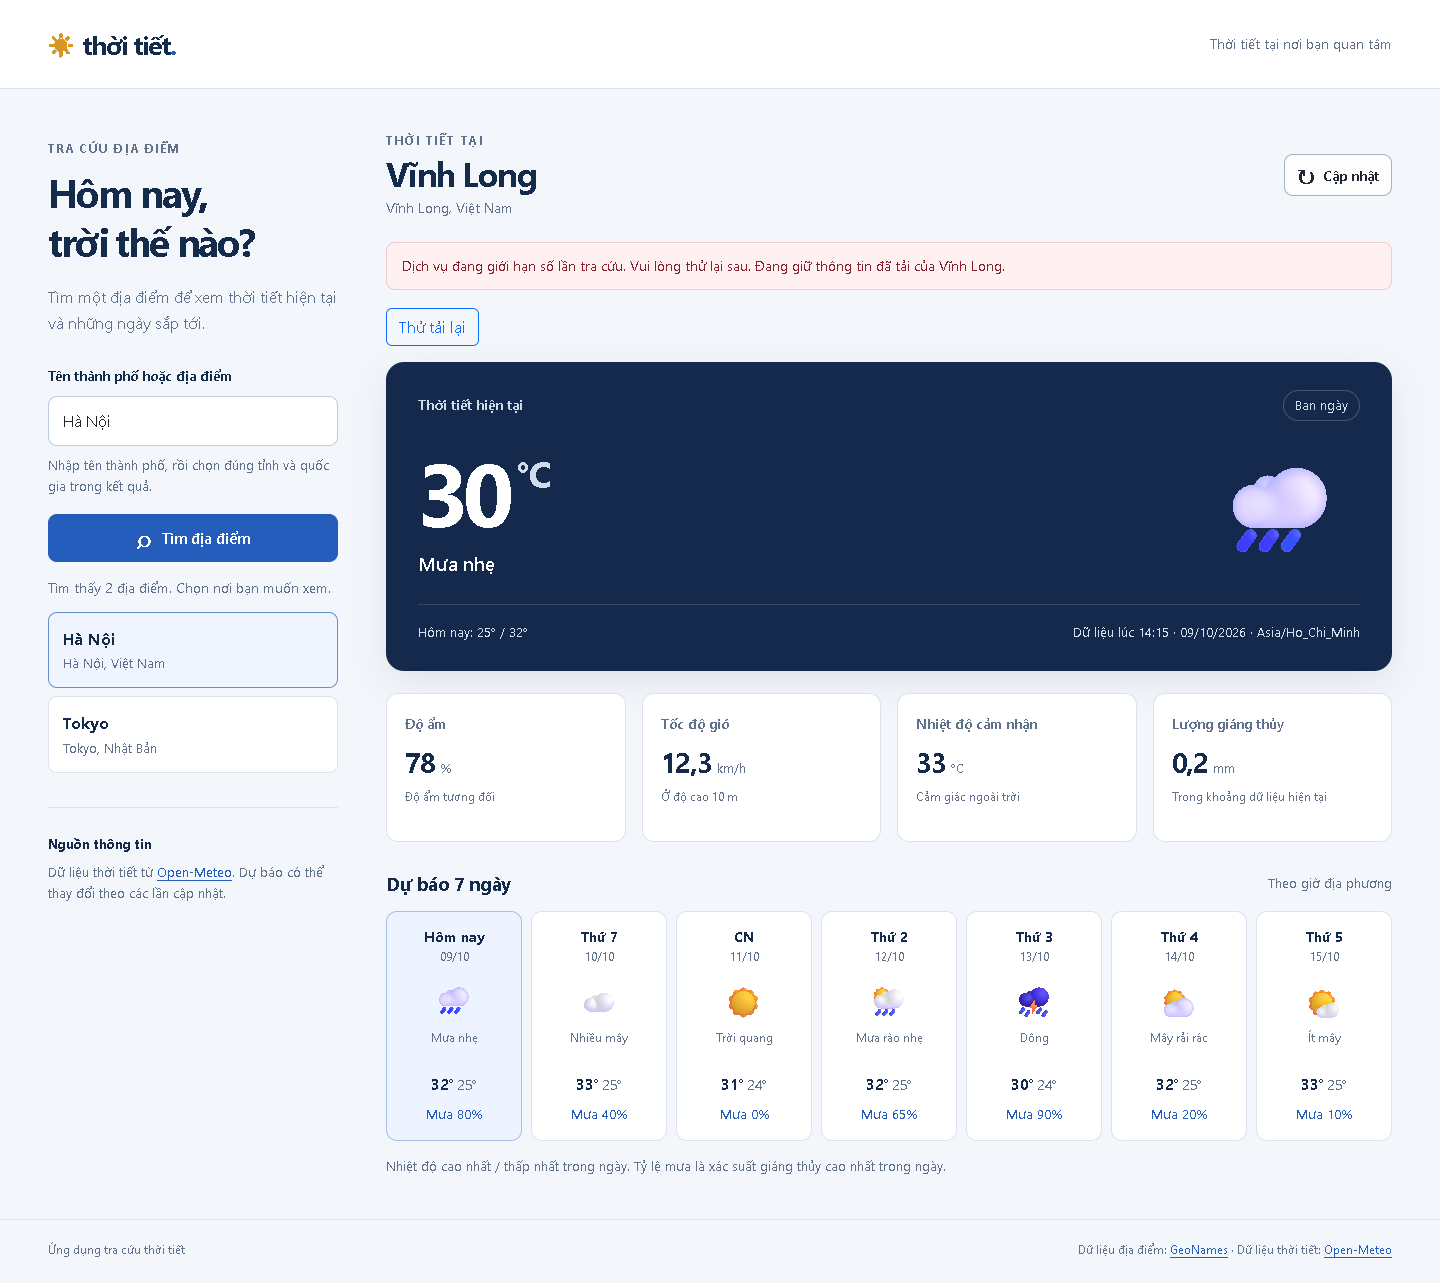 thời tiết.
Thời tiết tại nơi bạn quan tâm
TRA CỨU ĐỊA ĐIỂM
Hôm nay,
trời thế nào?
Tìm một địa điểm để xem thời tiết hiện tại
và những ngày sắp tới.
Tên thành phố hoặc địa điểm
Hà Nội
Nhập tên thành phố, rồi chọn đúng tỉnh và quốc
gia trong kết quả.
Tìm địa điểm
Tìm thấy 2 địa điểm. Chọn nơi bạn muốn xem.
Hà Nội
Hà Nội, Việt Nam
Tokyo
Tokyo, Nhật Bản
Nguồn thông tin
Dữ liệu thời tiết từ Open-Meteo. Dự báo có thể
thay đổi theo các lần cập nhật.
THỜI TIẾT TẠI
Vĩnh Long
Vĩnh Long, Việt Nam
Cập nhật
Dịch vụ đang giới hạn số lần tra cứu. Vui lòng thử lại sau. Đang giữ thông tin đã tải của Vĩnh Long.
Thử tải lại
Thời tiết hiện tại
Ban ngày
30 °C
Mưa nhẹ
Hôm nay: 25° / 32°
Dữ liệu lúc 14:15 · 09/10/2026 · Asia/Ho_Chi_Minh
Độ ẩm
78 %
Độ ẩm tương đối
Tốc độ gió
12,3 km/h
Ở độ cao 10 m
Nhiệt độ cảm nhận
33 °C
Cảm giác ngoài trời
Lượng giáng thủy
0,2 mm
Trong khoảng dữ liệu hiện tại
Dự báo 7 ngày
Theo giờ địa phương
Hôm nay
09/10
Mưa nhẹ
32° 25°
Mưa 80%
Thứ 7
10/10
Nhiều mây
33° 25°
Mưa 40%
CN
11/10
Trời quang
31° 24°
Mưa 0%
Thứ 2
12/10
Mưa rào nhẹ
32° 25°
Mưa 65%
Thứ 3
13/10
Dông
30° 24°
Mưa 90%
Thứ 4
14/10
Mây rải rác
32° 25°
Mưa 20%
Thứ 5
15/10
Ít mây
33° 25°
Mưa 10%
Nhiệt độ cao nhất / thấp nhất trong ngày. Tỷ lệ mưa là xác suất giáng thủy cao nhất trong ngày.
Ứng dụng tra cứu thời tiết
Dữ liệu địa điểm: GeoNames · Dữ liệu thời tiết: Open-Meteo